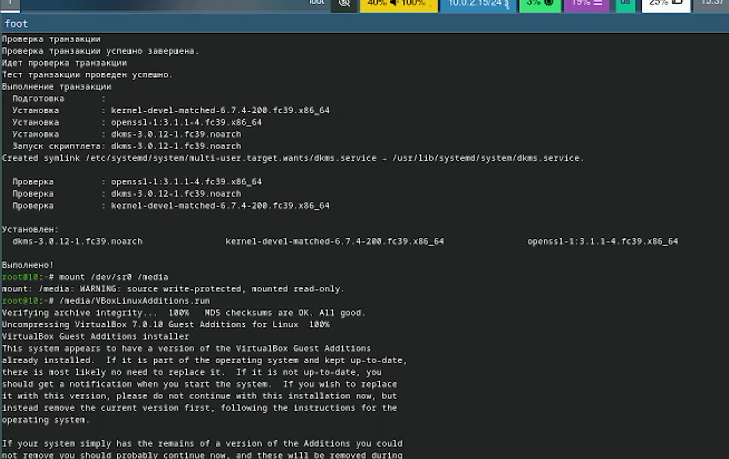 foot 40% 100% 10.0.2.15/24 3% 19% us 29% 15:37
foot
Проверка транзакции
Проверка транзакции успешно завершена.
Идет проверка транзакции
Тест транзакции проведен успешно.
Выполнение транзакции
Подготовка :
Установка : kernel-devel-matched-6.7.4-200.fc39.x86_64
Установка : openssl-1:3.1.1-4.fc39.x86_64
Установка : dkms-3.0.12-1.fc39.noarch
Запуск скриптлета: dkms-3.0.12-1.fc39.noarch
Created symlink /etc/systemd/system/multi-user.target.wants/dkms.service → /usr/lib/systemd/system/dkms.service.
Проверка : openssl-1:3.1.1-4.fc39.x86_64
Проверка : dkms-3.0.12-1.fc39.noarch
Проверка : kernel-devel-matched-6.7.4-200.fc39.x86_64
Установлен:
dkms-3.0.12-1.fc39.noarch kernel-devel-matched-6.7.4-200.fc39.x86_64 openssl-1:3.1.1-4.fc39.x86_64
Выполнено!
root@10:~# mount /dev/sr0 /media
mount: /media: WARNING: source write-protected, mounted read-only.
root@10:~# /media/VBoxLinuxAdditions.run
Verifying archive integrity... 100% MD5 checksums are OK. All good.
Uncompressing VirtualBox 7.0.10 Guest Additions for Linux 100%
VirtualBox Guest Additions installer
This system appears to have a version of the VirtualBox Guest Additions
already installed. If it is part of the operating system and kept up-to-date,
there is most likely no need to replace it. If it is not up-to-date, you
should get a notification when you start the system. If you wish to replace
it with this version, please do not continue with this installation now, but
instead remove the current version first, following the instructions for the
operating system.
If your system simply has the remains of a version of the Additions you could
not remove you should probably continue now, and these will be removed during